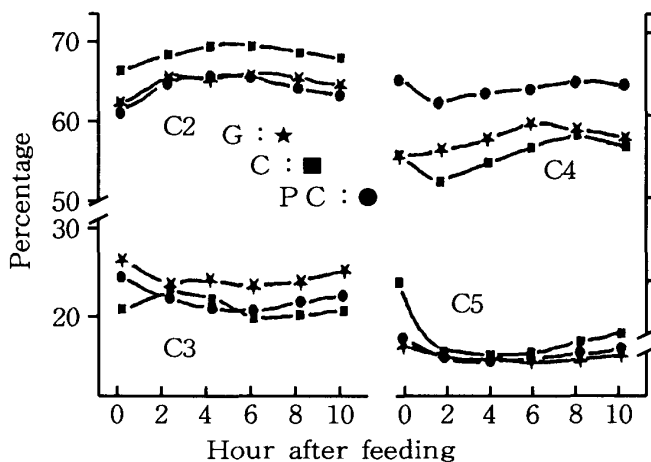 70
60
50
30
20
Percentage
C2
G : ★
C : ■
P C : ●
C4
C3
C5
0 2 4 6 8 10
0 2 4 6 8 10
Hour after feeding